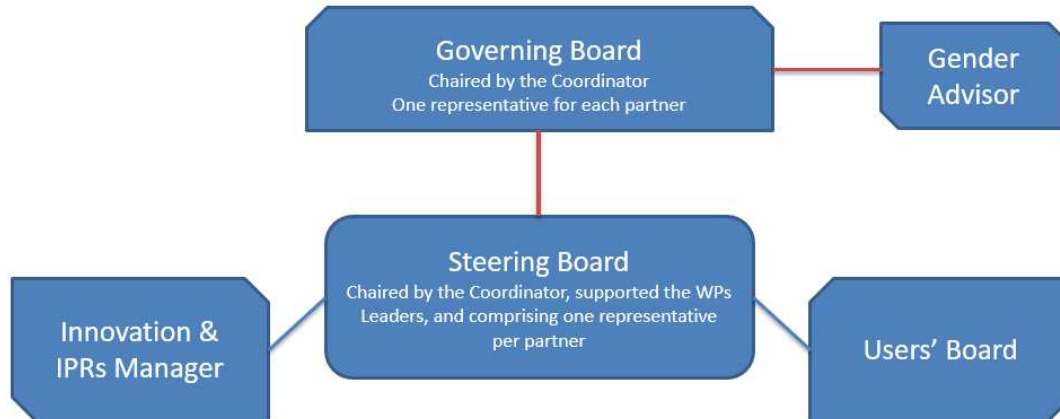 Governing Board
Chaired by the Coordinator
One representative for each partner
Gender
Advisor
Steering Board
Chaired by the Coordinator, supported the WPs
Leaders, and comprising one representative
per partner
Innovation &
IPRs Manager
Users’ Board